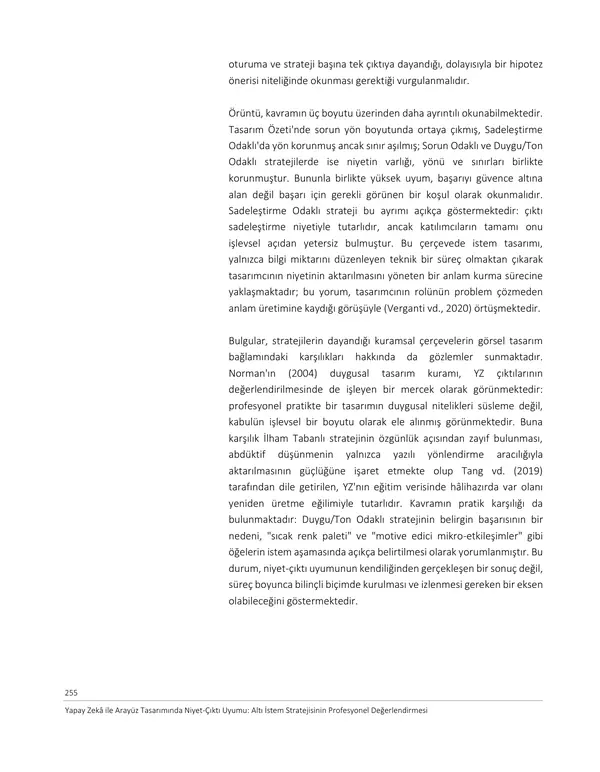 oturuma ve strateji başına tek çıktıya dayandığı, dolayısıyla bir hipotez
önerisi niteliğinde okunması gerektiği vurgulanmalıdır.
Örüntü, kavramın üç boyutu üzerinden daha ayrıntılı okunabilmektedir.
Tasarım Özeti'nde sorun yön boyutunda ortaya çıkmış, Sadeleştirme
Odaklı'da yön korunmuş ancak sınır aşılmış; Sorun Odaklı ve Duygu/Ton
Odaklı stratejilerde ise niyetin varlığı, yönü ve sınırları birlikte
korunmuştur. Bununla birlikte yüksek uyum, başarıyı güvence altına
alan değil başarı için gerekli görünen bir koşul olarak okunmalıdır.
Sadeleştirme Odaklı strateji bu ayrımı açıkça göstermektedir: çıktı
sadeleştirme niyetiyle tutarlıdır, ancak katılımcıların tamamı onu
işlevsel açıdan yetersiz bulmuştur. Bu çerçevede istem tasarımı,
yalnızca bilgi miktarını düzenleyen teknik bir süreç olmaktan çıkarak
tasarımcının niyetinin aktarılmasını yöneten bir anlam kurma sürecine
yaklaşmaktadır; bu yorum, tasarımcının rolünün problem çözmeden
anlam üretimine kaydığı görüşüyle (Verganti vd., 2020) örtüşmektedir.
Bulgular, stratejilerin dayandığı kuramsal çerçevelerin görsel tasarım
bağlamındaki karşılıkları hakkında da gözlemler sunmaktadır.
Norman'ın (2004) duygusal tasarım kuramı, YZ çıktılarının
değerlendirilmesinde de işleyen bir mercek olarak görünmektedir:
profesyonel pratikte bir tasarımın duygusal nitelikleri süsleme değil,
kabulün işlevsel bir boyutu olarak ele alınmış görünmektedir. Buna
karşılık İlham Tabanlı stratejinin özgünlük açısından zayıf bulunması,
abdüktif düşünmenin yalnızca yazılı yönlendirme aracılığıyla
aktarılmasının güçlüğüne işaret etmekte olup Tang vd. (2019)
tarafından dile getirilen, YZ'nın eğitim verisinde hâlihazırda var olanı
yeniden üretme eğilimiyle tutarlıdır. Kavramın pratik karşılığı da
bulunmaktadır: Duygu/Ton Odaklı stratejinin belirgin başarısının bir
nedeni, "sıcak renk paleti" ve "motive edici mikro-etkileşimler" gibi
öğelerin istem aşamasında açıkça belirtilmesi olarak yorumlanmıştır. Bu
durum, niyet-çıktı uyumunun kendiliğinden gerçekleşen bir sonuç değil,
süreç boyunca bilinçli biçimde kurulması ve izlenmesi gereken bir eksen
olabileceğini göstermektedir.
255
Yapay Zekâ ile Arayüz Tasarımında Niyet-Çıktı Uyumu: Altı İstem Stratejisinin Profesyonel Değerlendirmesi